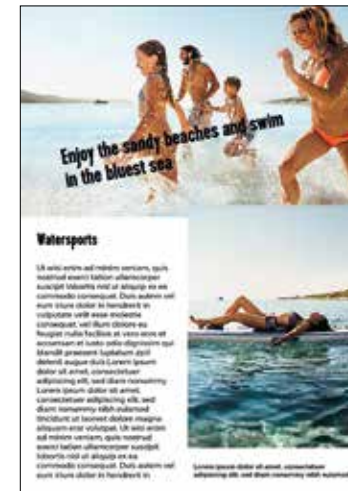 Enjoy the sandy beaches and swim
in the bluest sea
Watersports
Ut wisi enim ad minim veniam, quis
nostrud exerci tation ullamcorper
suscipit lobortis nisl ut aliquip ex ea
commodo consequat. Duis autem vel
eum iriure dolor in hendrerit in
vulputate velit esse molestie
consequat, vel illum dolore eu
feugiat nulla facilisis at vero eros et
accumsan et iusto odio dignissim qui
blandit praesent luptatum zzril
delenit augue duis Lorem ipsum
dolor sit amet, consectetuer
adipiscing elit, sed diam nonummy
Lorem ipsum dolor sit amet,
consectetuer adipiscing elit, sed
diam nonummy nibh euismod
tincidunt ut laoreet dolore magna
aliquam erat volutpat. Ut wisi enim
ad minim veniam, quis nostrud
exerci tation ullamcorper suscipit
lobortis nisl ut aliquip ex ea
commodo consequat. Duis autem vel
eum iriure dolor in hendrerit in
Lorem ipsum dolor sit amet, consectetuer
adipiscing elit, sed diam nonummy nibh euismod